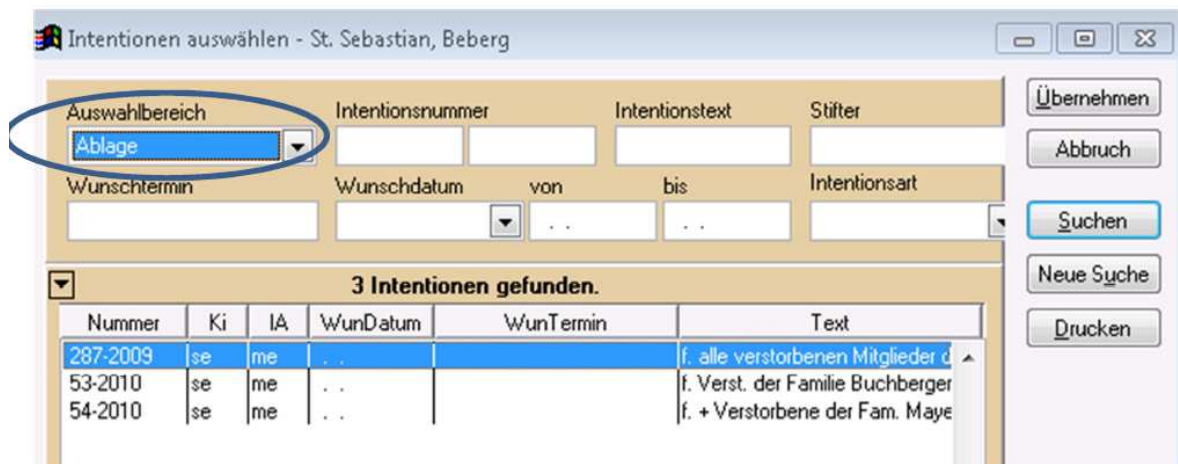 Intentionen auswählen - St. Sebastian, Beberg
Auswahlbereich Intentionsnummer Intentionstext Stifter
Ablage
Wunschtermin Wunschdatum von bis Intentionsart
. . . .
3 Intentionen gefunden.
Nummer Ki IA WunDatum WunTermin Text
287-2009 se me . . f. alle verstorbenen Mitglieder d
53-2010 se me . . f. Verst. der Familie Buchberger
54-2010 se me . . f. + Verstorbene der Fam. Maye
Übernehmen
Abbruch
Suchen
Neue Suche
Drucken